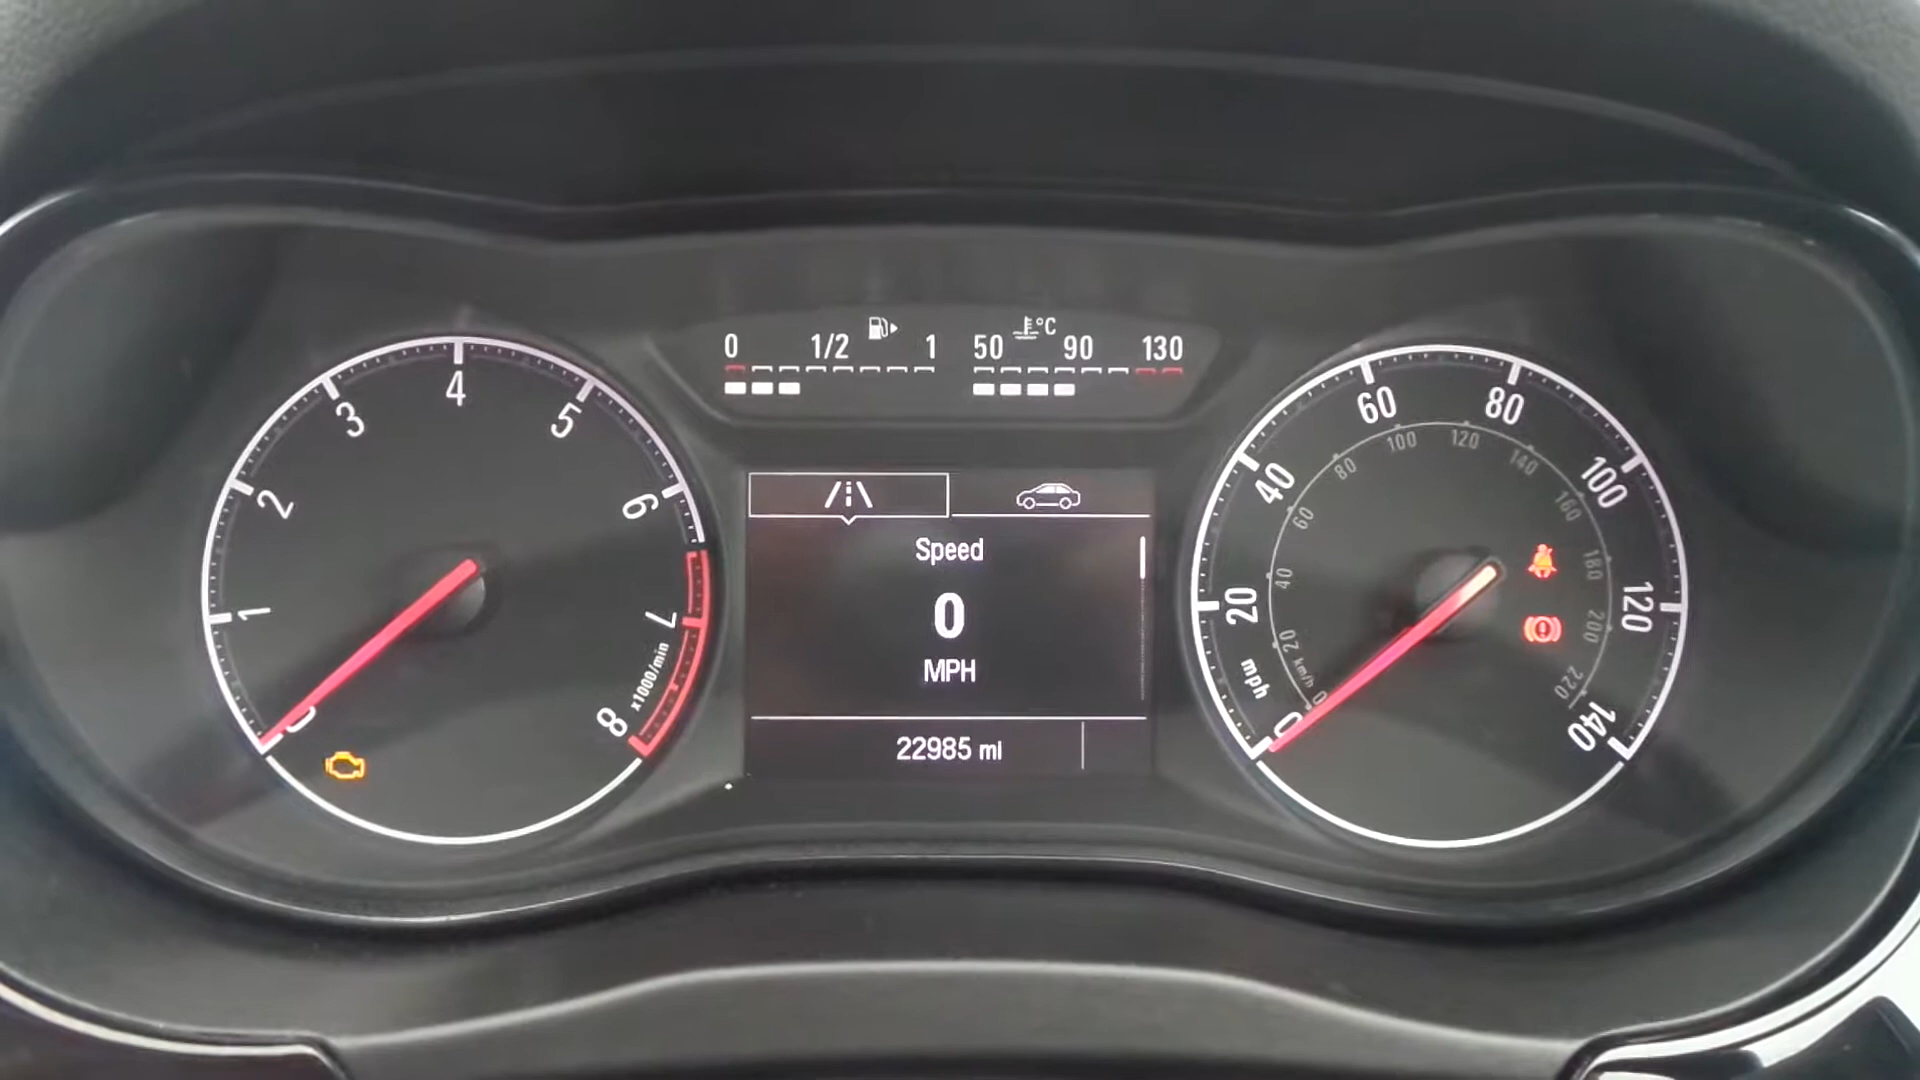 0 1/2 1
50 °C 90 130
1 2 3 4 5 6 7 8
x1000/min
Speed
0
MPH
22985 ml
0 20 40 60 80 100 120 140
mph
0 20 40 60 80 100 120 140 160 180 200 220
km/h